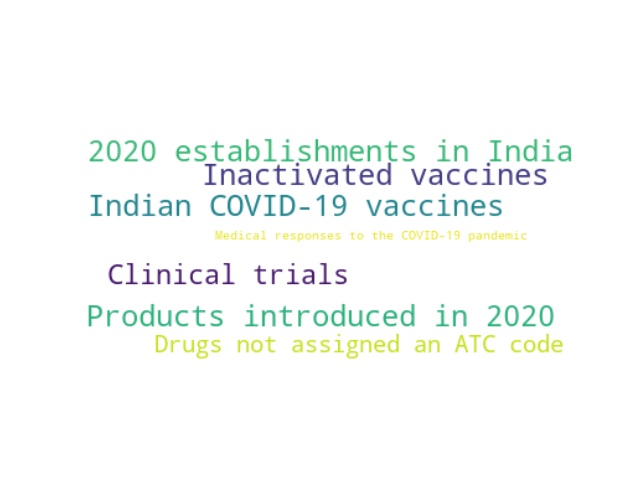 2020 establishments in India
Inactivated vaccines
Indian COVID-19 vaccines
Medical responses to the COVID-19 pandemic
Clinical trials
Products introduced in 2020
Drugs not assigned an ATC code